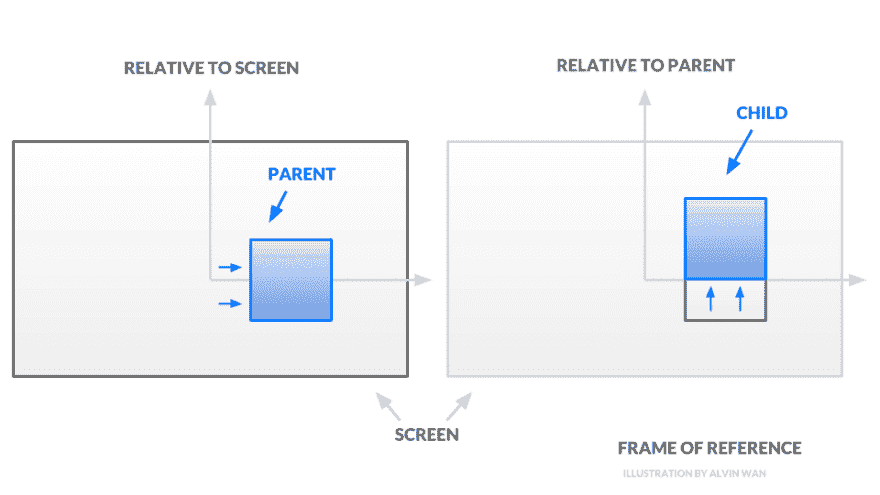 RELATIVE TO SCREEN
RELATIVE TO PARENT
CHILD
PARENT
SCREEN
FRAME OF REFERENCE
ILLUSTRATION BY ALVIN WAN